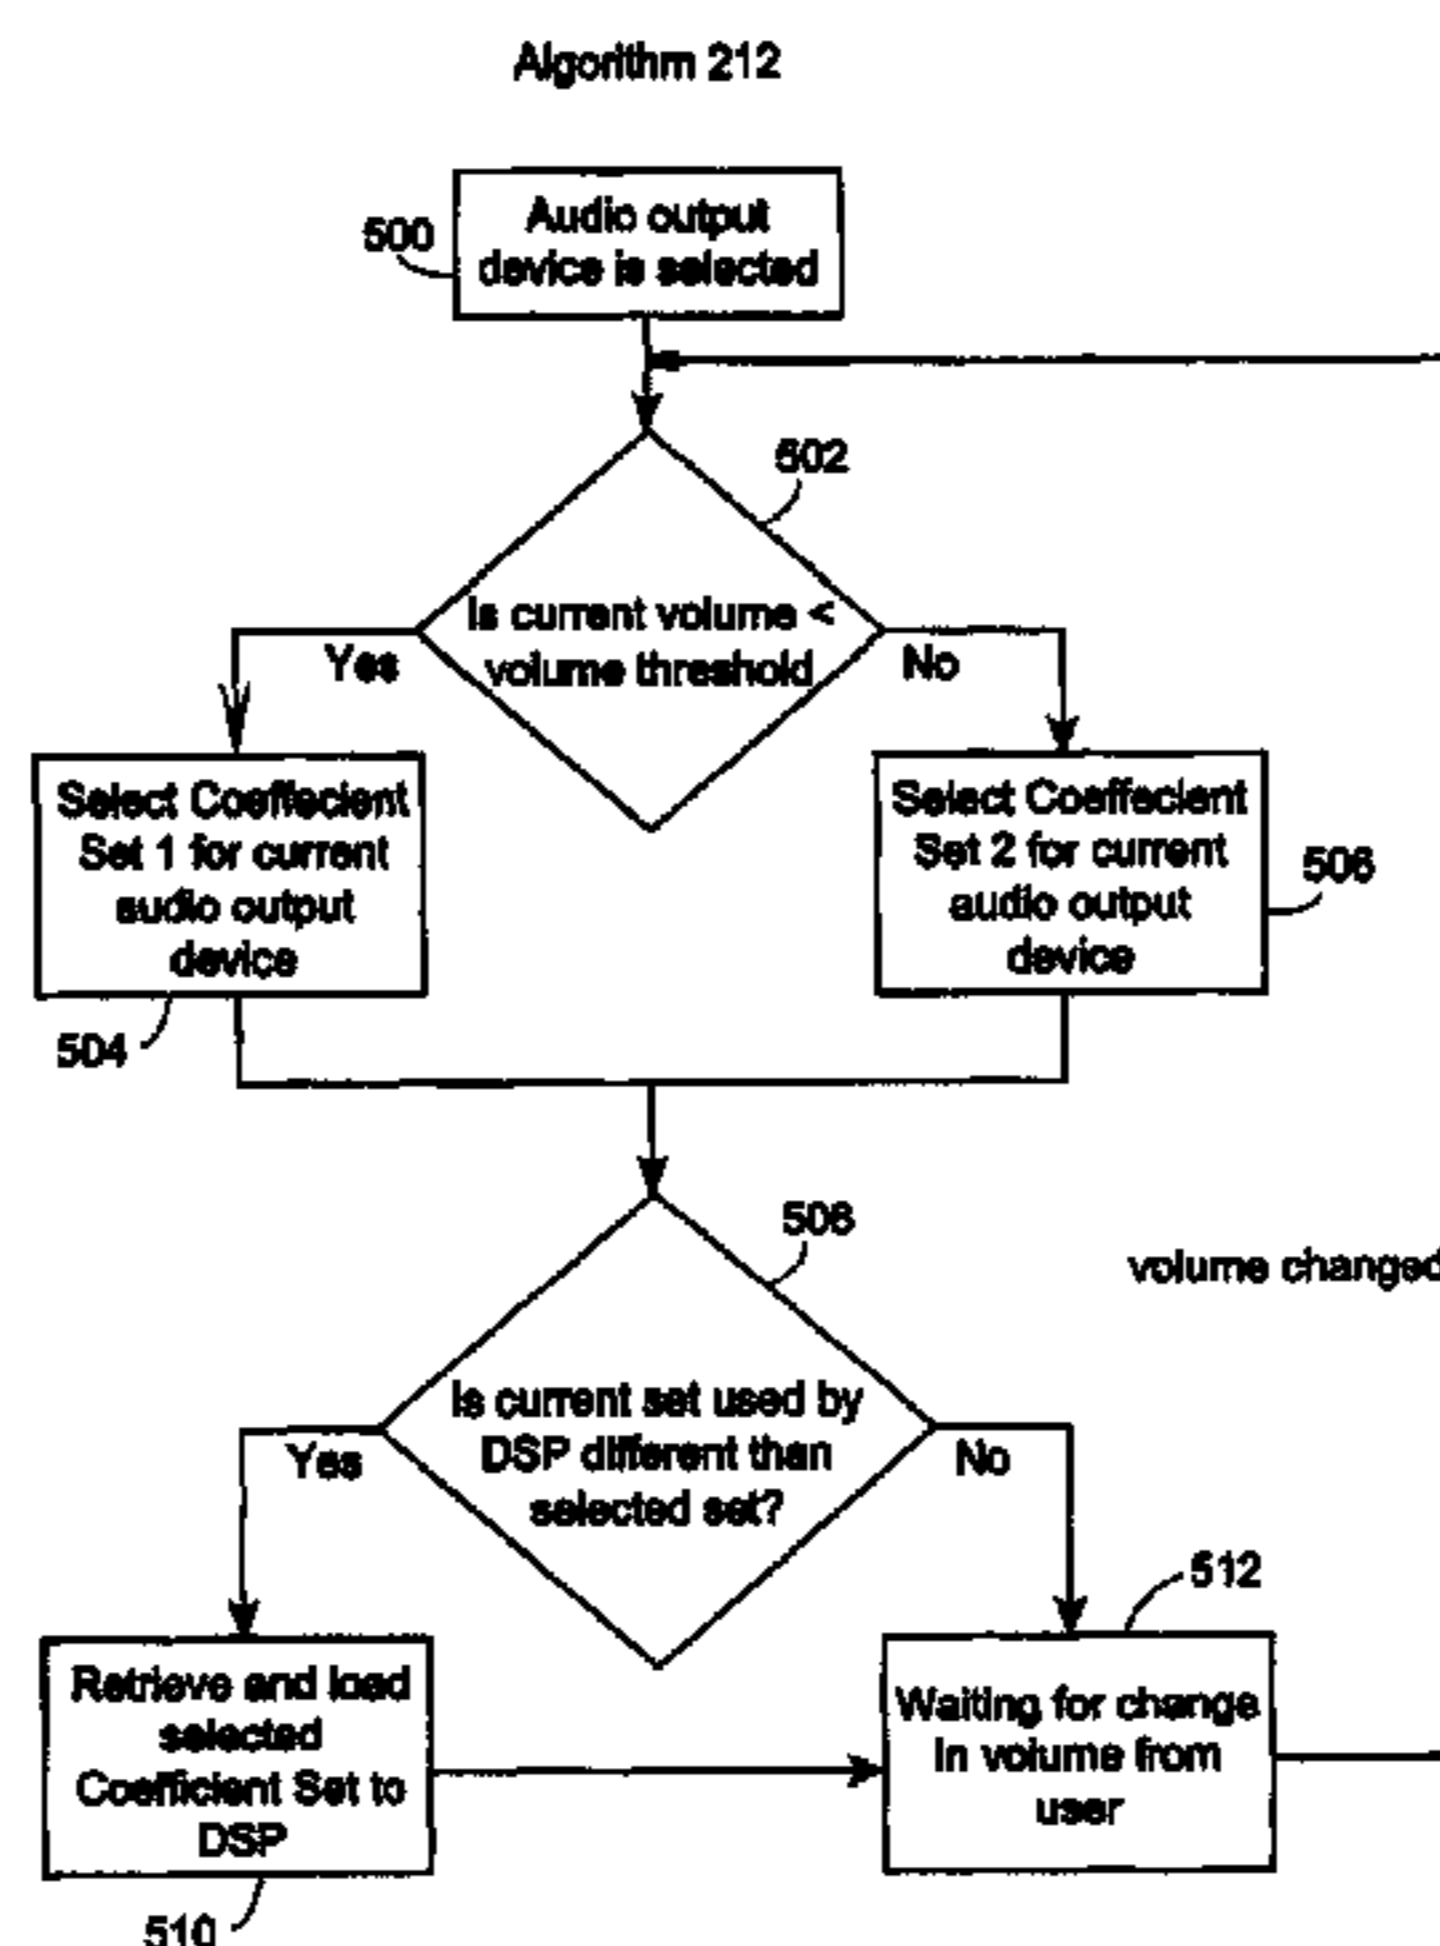 Algorithm 212
500
Audio output
device is selected
502
Is current volume <
volume threshold
Yes
No
Select Coeffecient
Set 1 for current
audio output
device
504
Select Coeffecient
Set 2 for current
audio output
device
506
508
volume changed
Is current set used by
DSP different than
selected set?
Yes
No
512
Retrieve and load
selected
Coefficient Set to
DSP
510
Waiting for change
in volume from
user